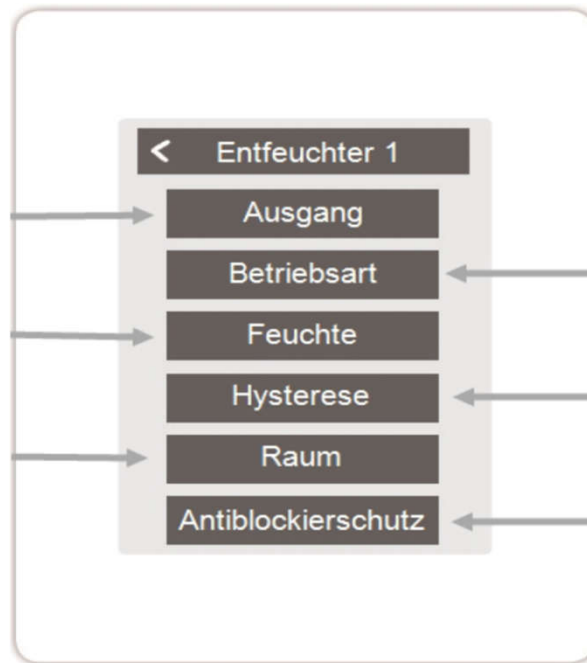 < Entfeuchter 1
Ausgang
Betriebsart
Feuchte
Hysterese
Raum
Antiblockierschutz